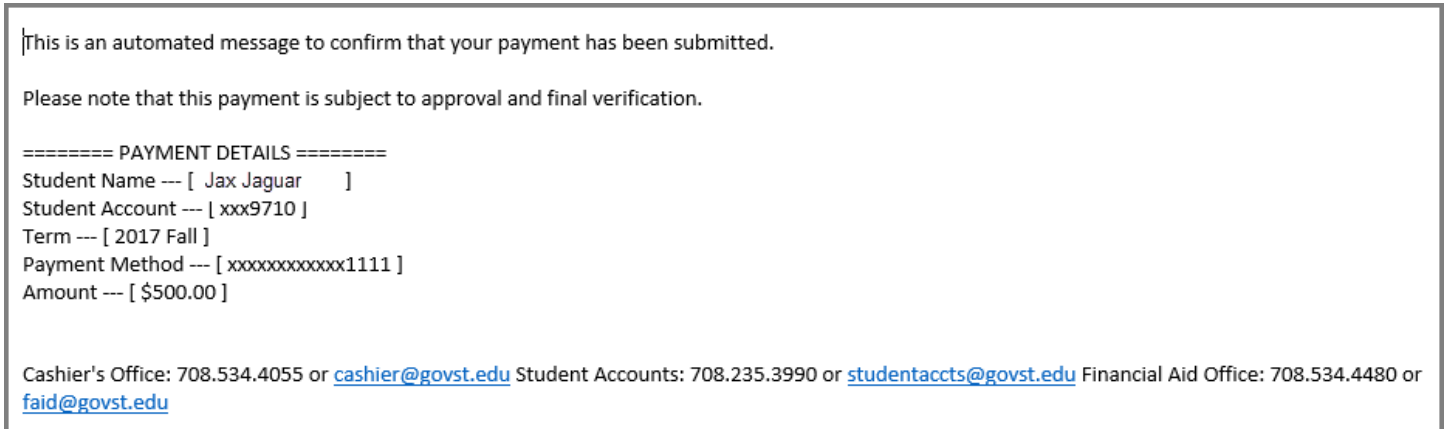 This is an automated message to confirm that your payment has been submitted.
Please note that this payment is subject to approval and final verification.
======== PAYMENT DETAILS ========
Student Name --- [ Jax Jaguar ]
Student Account --- [ xxx9710 ]
Term --- [ 2017 Fall ]
Payment Method --- [ xxxxxxxxxxxx1111 ]
Amount --- [ $500.00 ]
Cashier's Office: 708.534.4055 or cashier@govst.edu Student Accounts: 708.235.3990 or studentaccts@govst.edu Financial Aid Office: 708.534.4480 or
faid@govst.edu